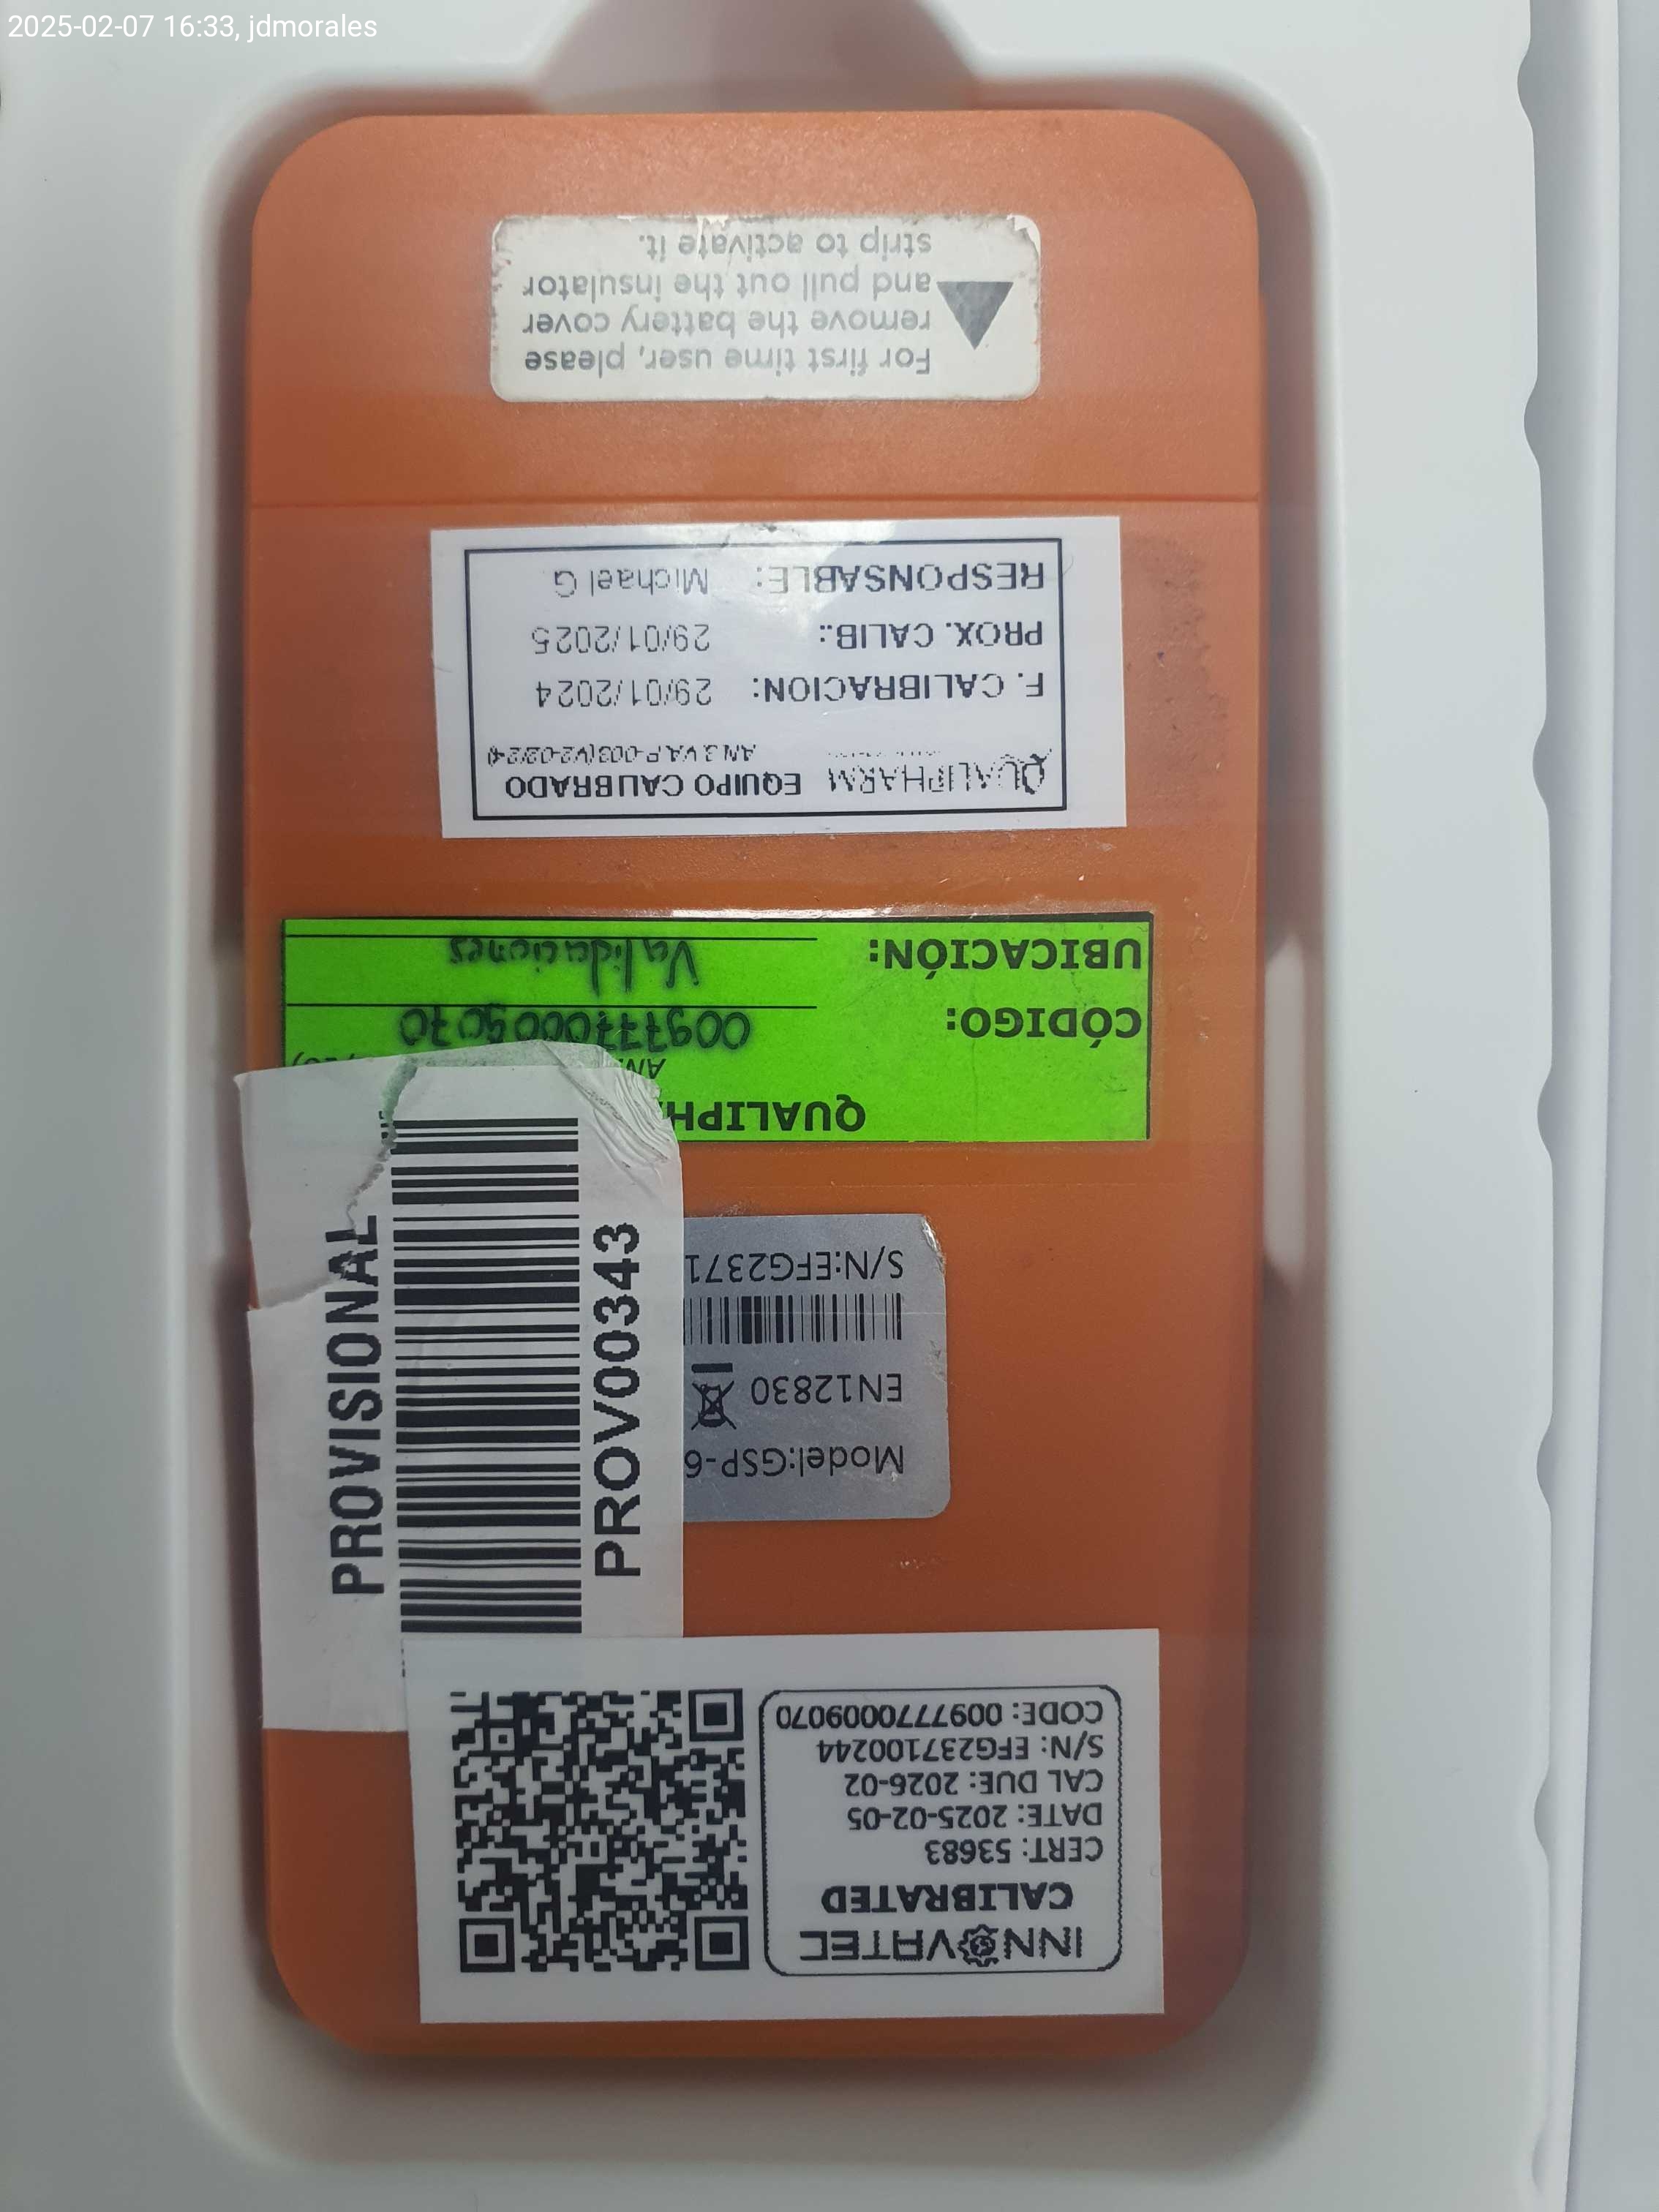 2025-02-07 16:33, jdmorales
INNOVATEC
CALIBRATED
CERT: 53683
DATE: 2025-02-05
CAL DUE: 2026-02
S/N: EFG237100244
CODE: 0097770009070
PROVISIONAL
PROV00343
Model:GSP-6
EN12830
S/N:EFG2371
QUALIPH
CÓDIGO: 0097770009070
UBICACIÓN: Validaciones
QUALIPHARM EQUIPO CALIBRADO
F. CALIBRACION: 29/01/2024
PROX. CALIB.: 29/01/2025
RESPONSABLE: Michael G
For first time user, please
remove the battery cover
and pull out the insulator
strip to activate it.